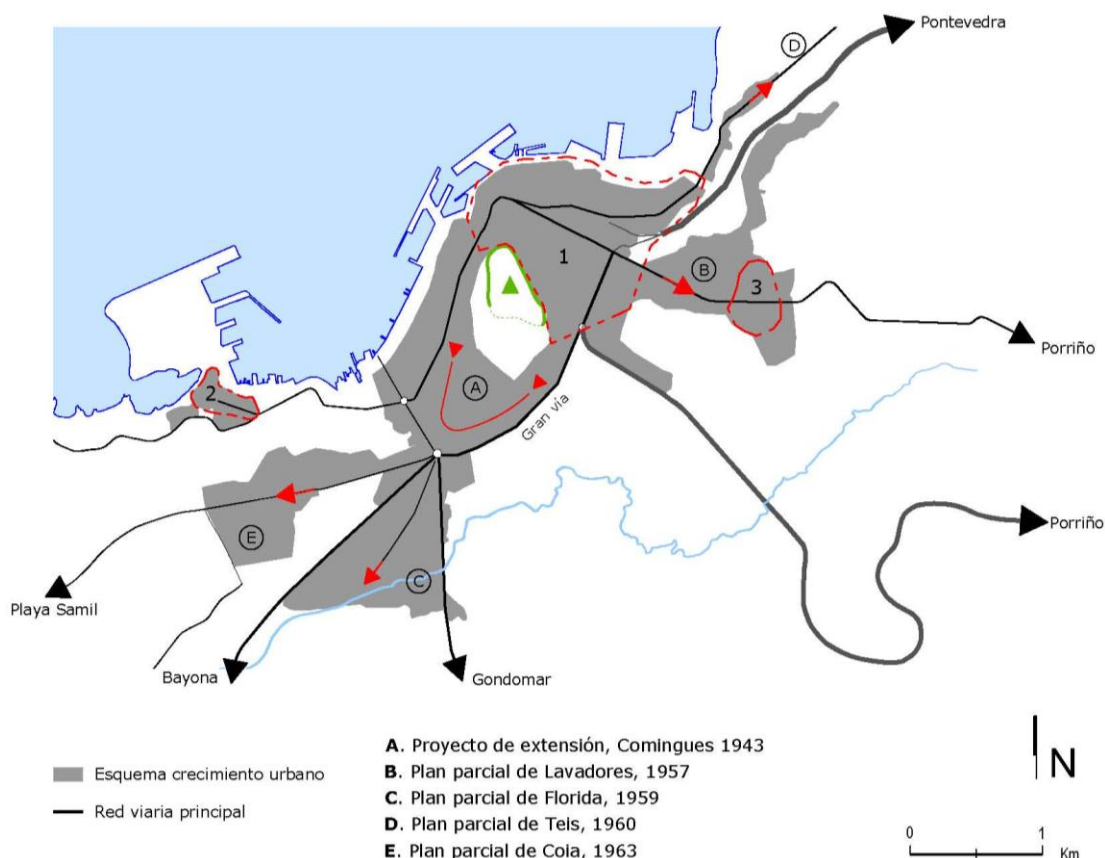 D
Pontevedra
1
B
3
Porriño
A
2
Gran vía
E
C
Porriño
Playa Samil
Bayona
Gondomar
Esquema crecimiento urbano
Red viaria principal
A. Proyecto de extensión, Comingues 1943
B. Plan parcial de Lavadores, 1957
C. Plan parcial de Florida, 1959
D. Plan parcial de Teis, 1960
E. Plan parcial de Coia, 1963
N
0 1
Km